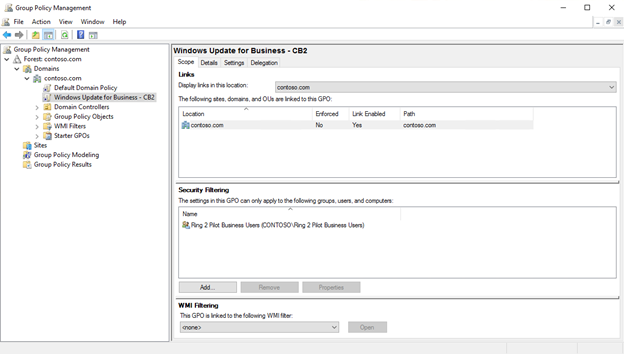 Group Policy Management
File Action View Window Help
Group Policy Management
Forest: contoso.com
Domains
contoso.com
Default Domain Policy
Windows Update for Business - CB2
Domain Controllers
Group Policy Objects
WMI Filters
Starter GPOs
Sites
Group Policy Modeling
Group Policy Results
Windows Update for Business - CB2
Scope Details Settings Delegation
Links
Display links in this location: contoso.com
The following sites, domains, and OUs are linked to this GPO:
Location Enforced Link Enabled Path
contoso.com No Yes contoso.com
Security Filtering
The settings in this GPO can only apply to the following groups, users, and computers:
Name
Ring 2 Pilot Business Users (CONTOSO\Ring 2 Pilot Business Users)
Add... Remove Properties
WMI Filtering
This GPO is linked to the following WMI filter:
<none> Open